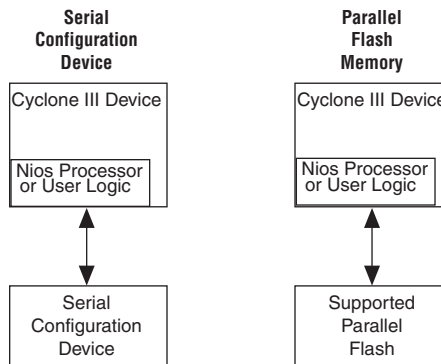 Serial
Configuration
Device
Cyclone III Device
Nios Processor
or User Logic
Serial
Configuration
Device
Parallel
Flash
Memory
Cyclone III Device
Nios Processor
or User Logic
Supported
Parallel
Flash